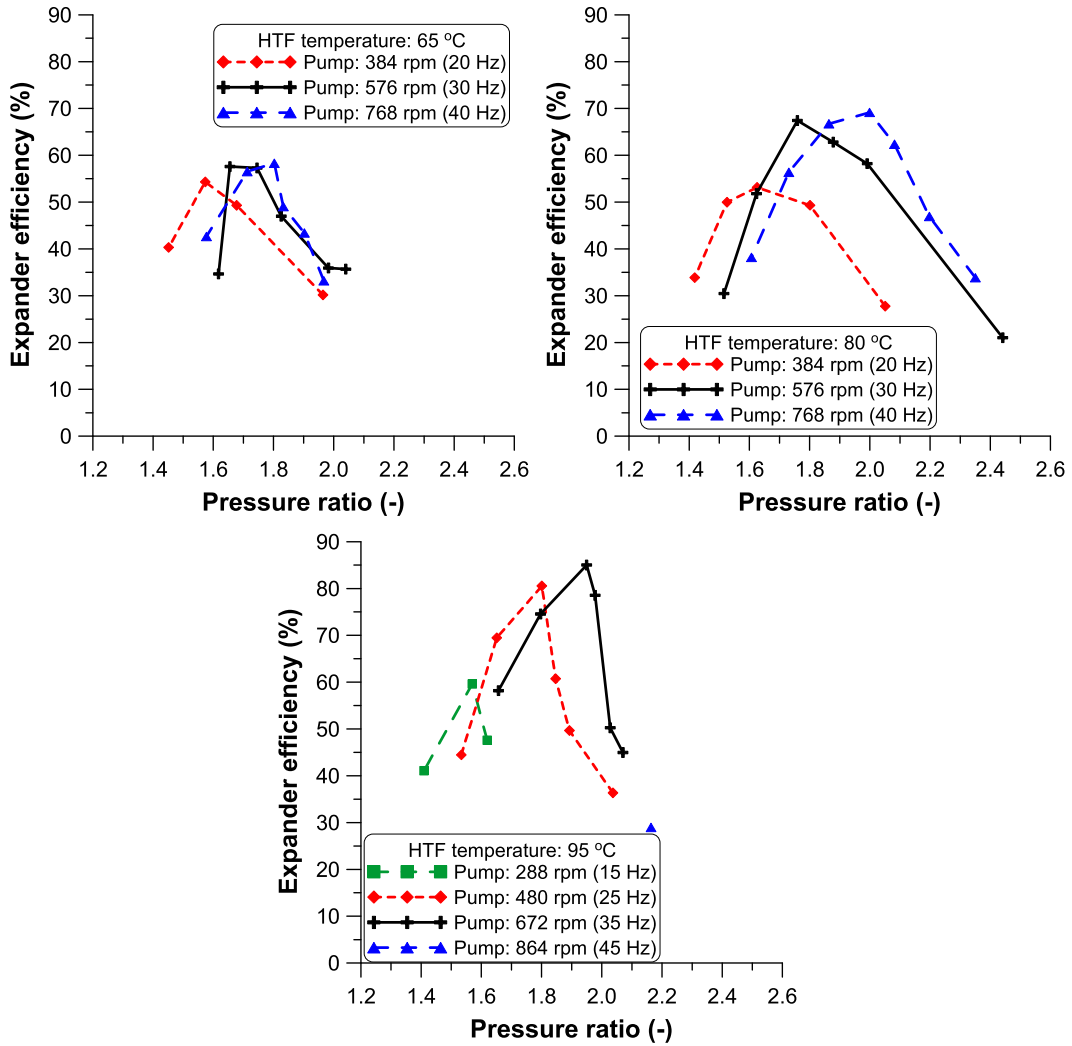 90
80
70
60
50
40
30
20
10
0
Expander efficiency (%)
HTF temperature: 65 °C
Pump: 384 rpm (20 Hz)
Pump: 576 rpm (30 Hz)
Pump: 768 rpm (40 Hz)
1.2 1.4 1.6 1.8 2.0 2.2 2.4 2.6
Pressure ratio (-)
90
80
70
60
50
40
30
20
10
0
Expander efficiency (%)
HTF temperature: 80 °C
Pump: 384 rpm (20 Hz)
Pump: 576 rpm (30 Hz)
Pump: 768 rpm (40 Hz)
1.2 1.4 1.6 1.8 2.0 2.2 2.4 2.6
Pressure ratio (-)
90
80
70
60
50
40
30
20
10
0
Expander efficiency (%)
HTF temperature: 95 °C
Pump: 288 rpm (15 Hz)
Pump: 480 rpm (25 Hz)
Pump: 672 rpm (35 Hz)
Pump: 864 rpm (45 Hz)
1.2 1.4 1.6 1.8 2.0 2.2 2.4 2.6
Pressure ratio (-)